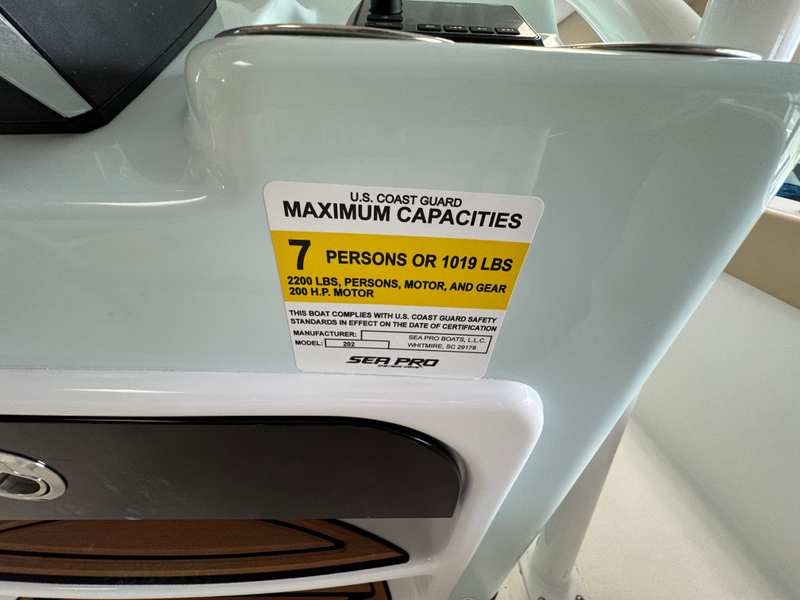 U.S. COAST GUARD
MAXIMUM CAPACITIES
7 PERSONS OR 1019 LBS
2200 LBS, PERSONS, MOTOR, AND GEAR
200 H.P. MOTOR
THIS BOAT COMPLIES WITH U.S. COAST GUARD SAFETY
STANDARDS IN EFFECT ON THE DATE OF CERTIFICATION
MANUFACTURER: SEA PRO BOATS, L.L.C.
MODEL: 202 WHITMIRE, SC 29178
SEA PRO